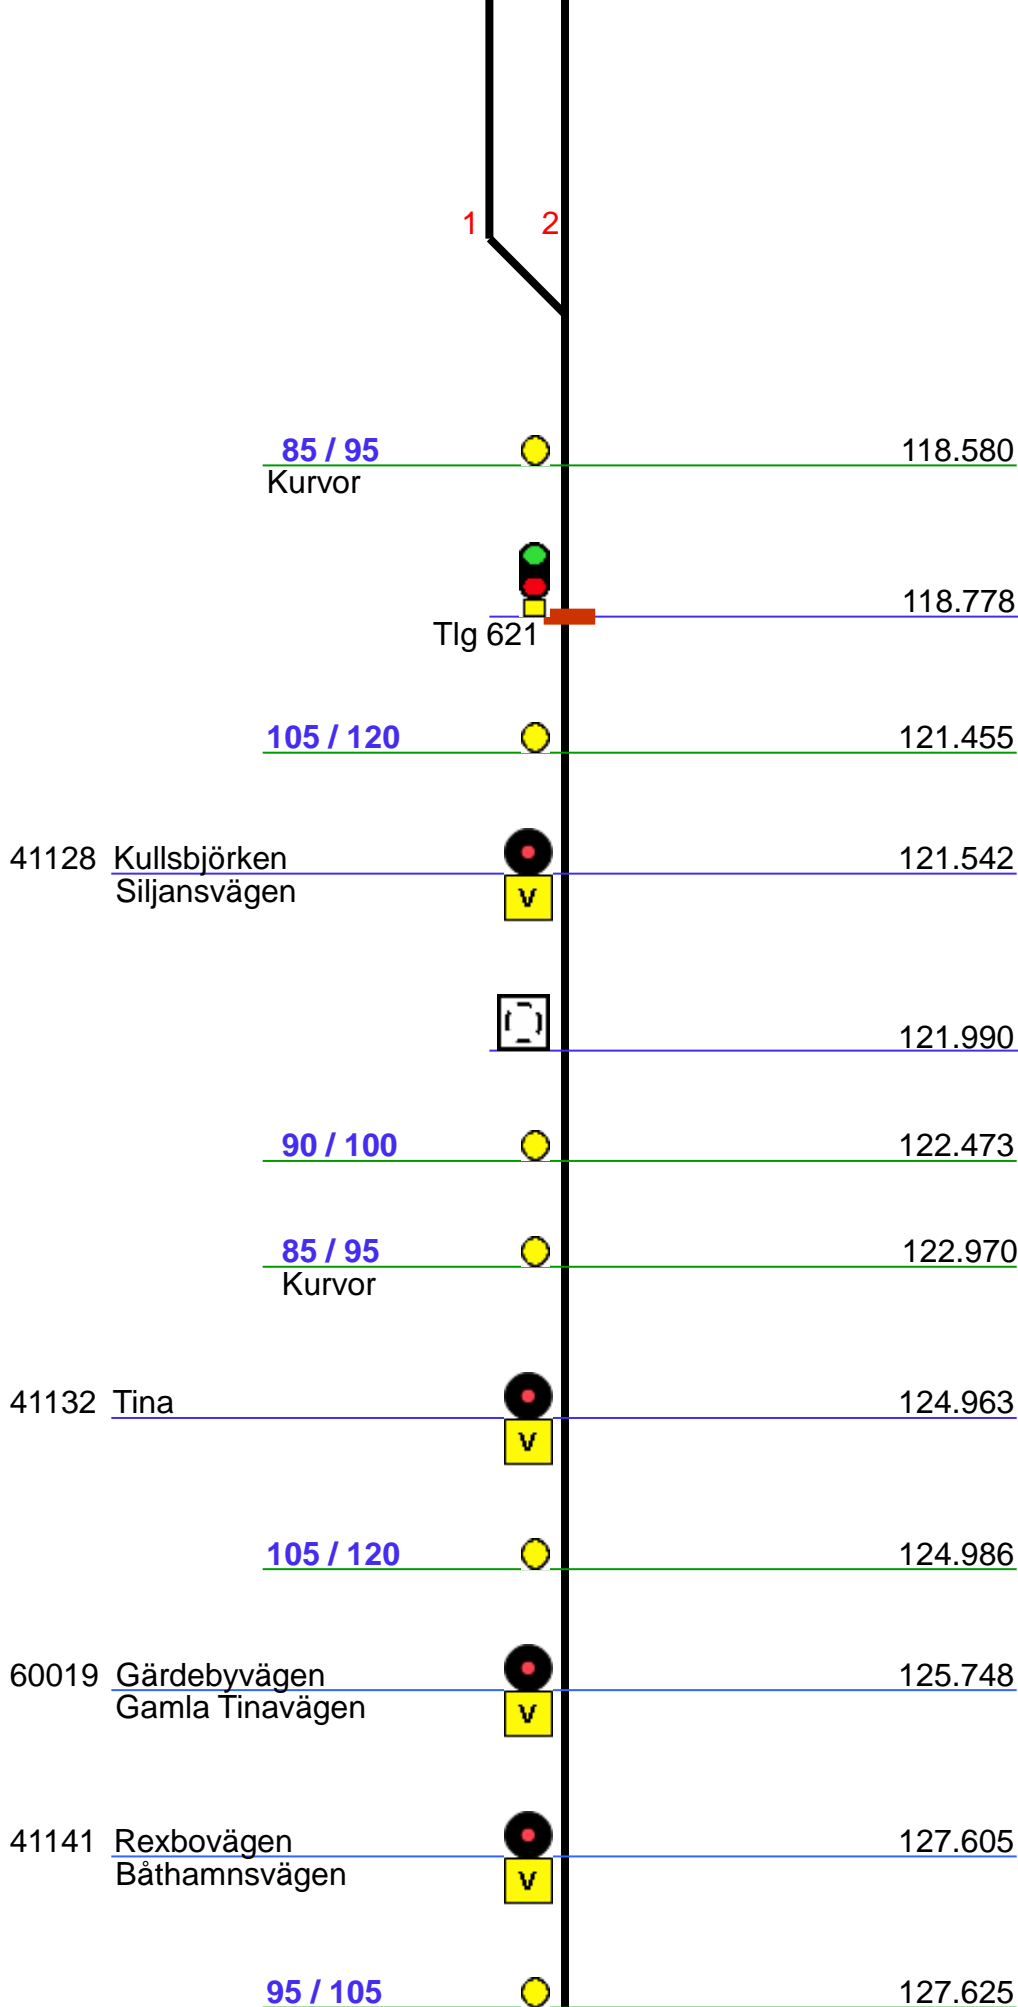 1 2
85 / 95 118.580
Kurvor
118.778
Tlg 621
105 / 120 121.455
41128 Kullsbjörken 121.542
Siljansvägen
V
121.990
90 / 100 122.473
85 / 95 122.970
Kurvor
41132 Tina 124.963
V
105 / 120 124.986
60019 Gärdebyvägen 125.748
Gamla Tinavägen
V
41141 Rexbovägen 127.605
Båthamnsvägen
V
95 / 105 127.625